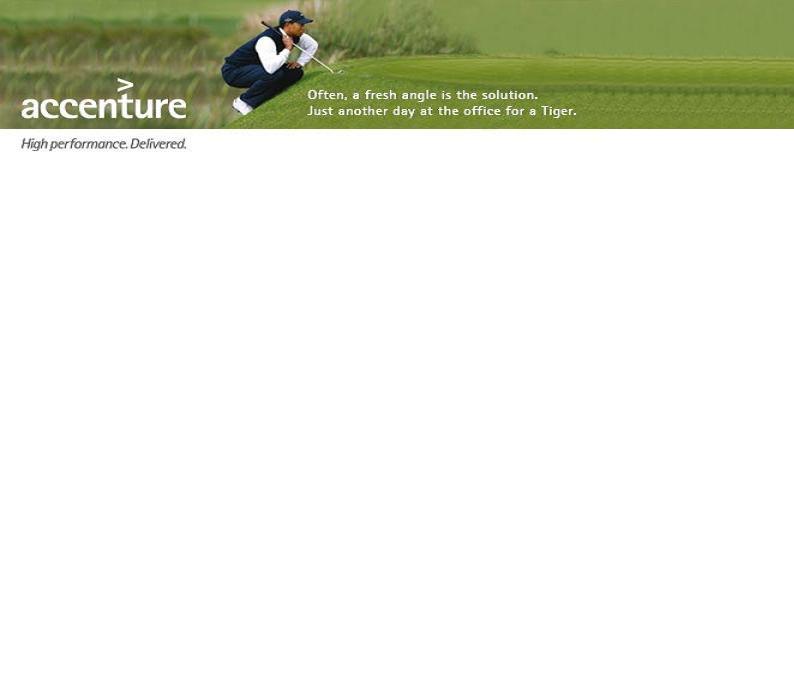 accenture
Often, a fresh angle is the solution.
Just another day at the office for a Tiger.
High performance. Delivered.